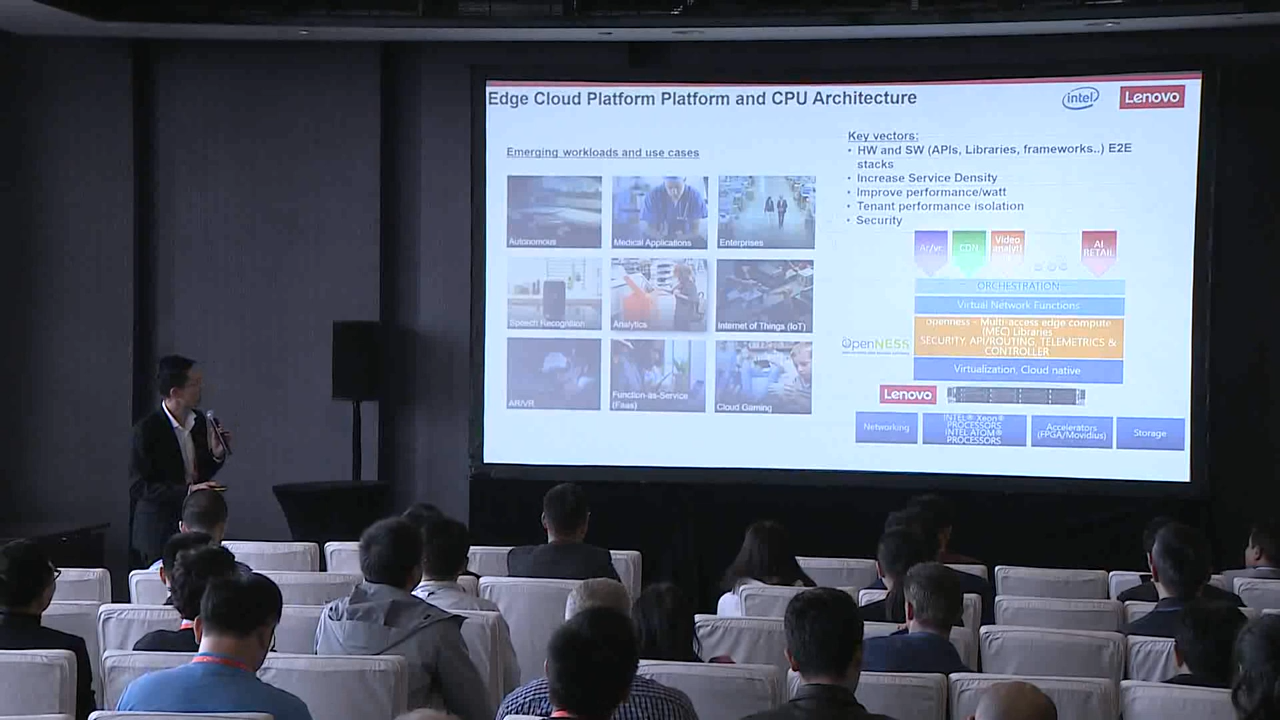 Edge Cloud Platform Platform and CPU Architecture
intel
Lenovo
Emerging workloads and use cases
Autonomous
Medical Applications
Enterprises
Speech Recognition
Analytics
Internet of Things (IoT)
AR/VR
Function-as-Service
(Faas)
Cloud Gaming
Key vectors:
• HW and SW (APIs, Libraries, frameworks..) E2E
stacks
• Increase Service Density
• Improve performance/watt
• Tenant performance isolation
• Security
Ar/vr
CDN
Video
analyti
AI
RETAIL
ORCHESTRATION
Virtual Network Functions
openness - Multi-access edge compute
(MEC) Libraries
SECURITY, API/ROUTING, TELEMETRICS &
CONTROLLER
OpenNESS
Virtualization, Cloud native
Lenovo
Networking
INTEL® Xeon®
PROCESSORS
INTEL ATOM®
PROCESSORS
Accelerators
(FPGA/Movidius)
Storage